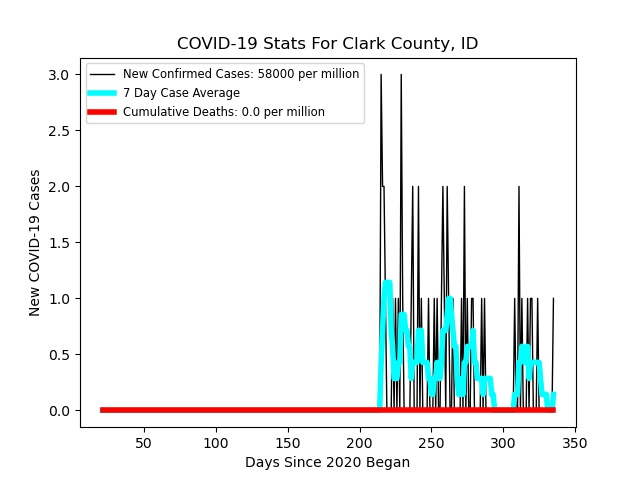 COVID-19 Stats For Clark County, ID
New Confirmed Cases: 58000 per million
7 Day Case Average
Cumulative Deaths: 0.0 per million
New COVID-19 Cases
3.0
2.5
2.0
1.5
1.0
0.5
0.0
50 100 150 200 250 300 350
Days Since 2020 Began